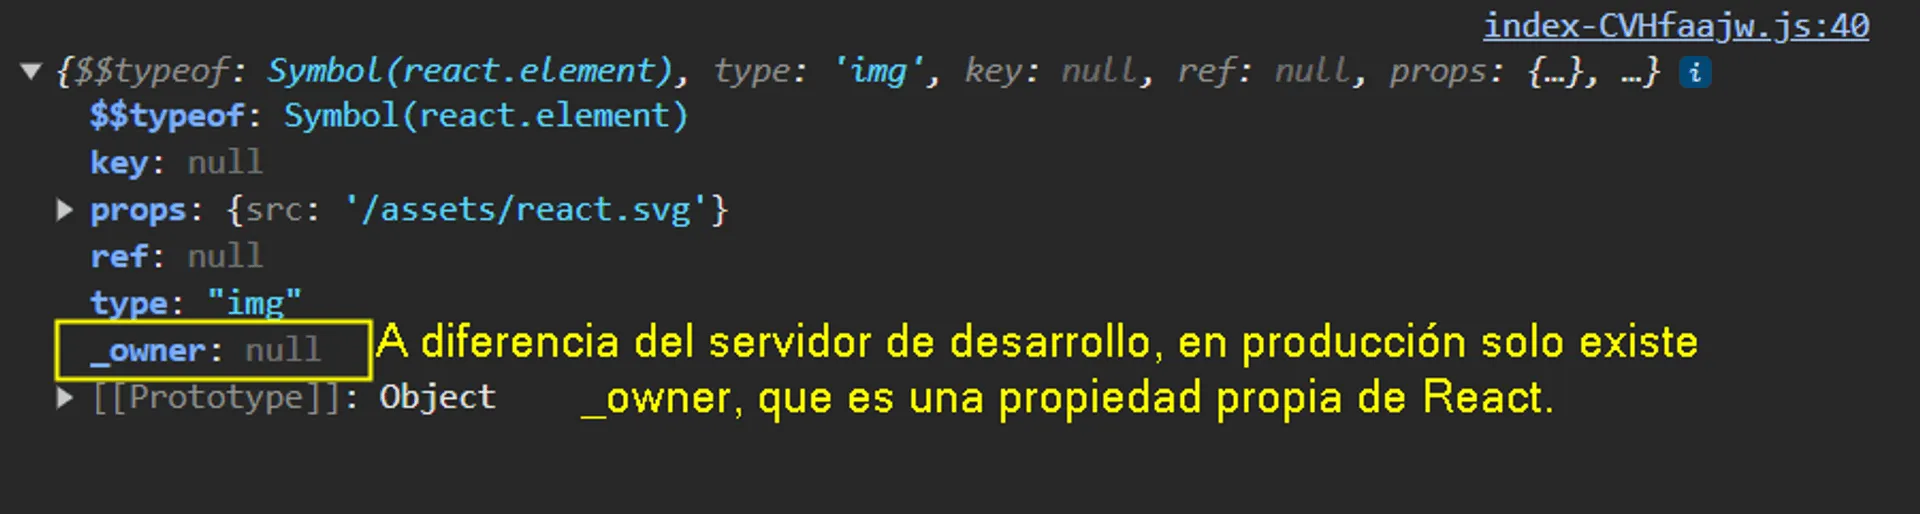 index-CVHfaajw.js:40
▼ {$$typeof: Symbol(react.element), type: 'img', key: null, ref: null, props: {…}, …} i
$$typeof: Symbol(react.element)
key: null
▶ props: {src: '/assets/react.svg'}
ref: null
type: "img"
_owner: null A diferencia del servidor de desarrollo, en producción solo existe
▶ [[Prototype]]: Object _owner, que es una propiedad propia de React.